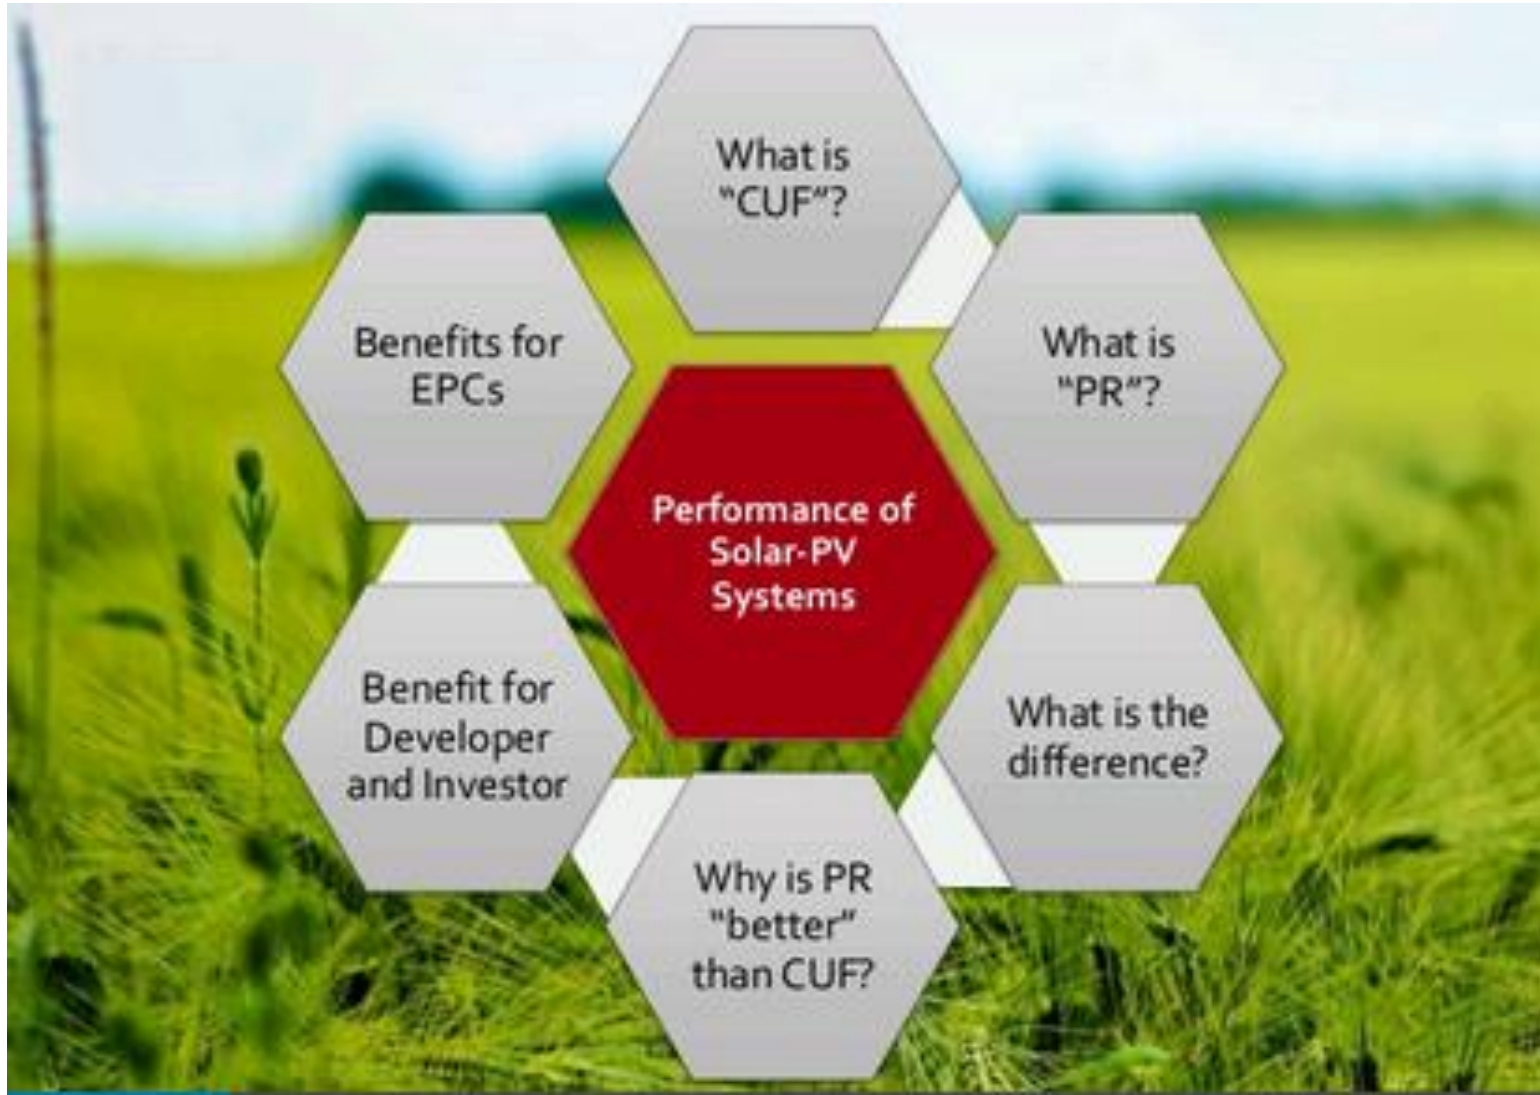 What is
"CUF"?
What is
"PR"?
What is the
difference?
Why is PR
"better"
than CUF?
Benefit for
Developer
and Investor
Benefits for
EPCs
Performance of
Solar-PV
Systems